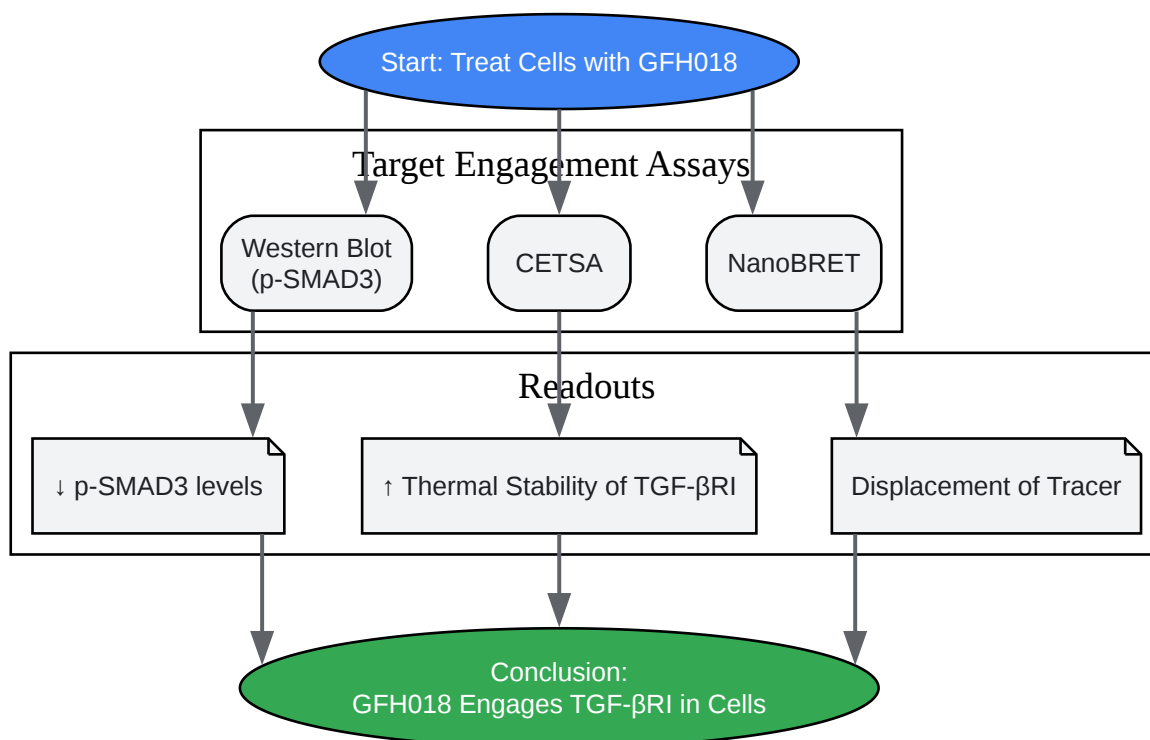 Start: Treat Cells with GFH018
Target Engagement Assays
Western Blot
(p-SMAD3)
CETSA
NanoBRET
Readouts
↓ p-SMAD3 levels
↑ Thermal Stability of TGF-βRI
Displacement of Tracer
Conclusion:
GFH018 Engages TGF-βRI in Cells